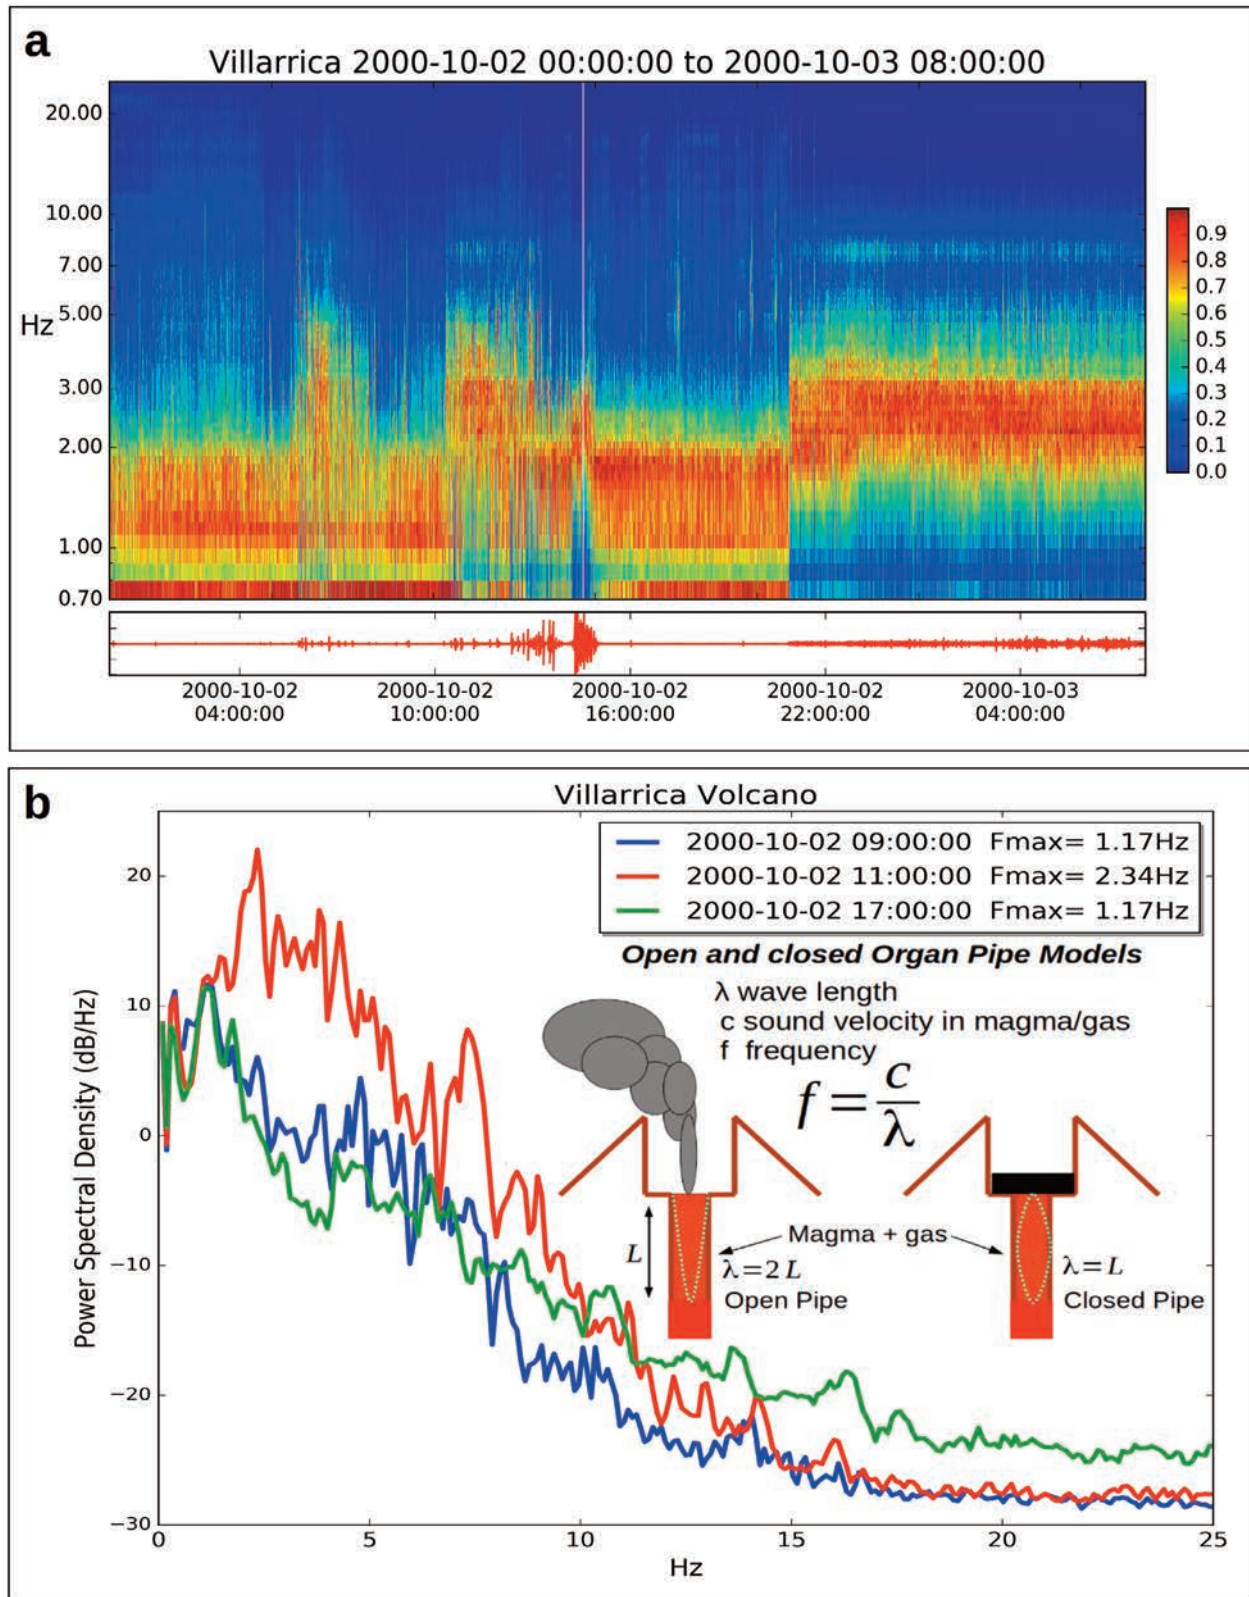 a
Villarrica 2000-10-02 00:00:00 to 2000-10-03 08:00:00
20.00
10.00
7.00
5.00
Hz
3.00
2.00
1.00
0.70
0.9
0.8
0.7
0.6
0.5
0.4
0.3
0.2
0.1
0.0
2000-10-02
04:00:00
2000-10-02
10:00:00
2000-10-02
16:00:00
2000-10-02
22:00:00
2000-10-03
04:00:00
b
Villarrica Volcano
2000-10-02 09:00:00 Fmax= 1.17Hz
2000-10-02 11:00:00 Fmax= 2.34Hz
2000-10-02 17:00:00 Fmax= 1.17Hz
Open and closed Organ Pipe Models
λ wave length
c sound velocity in magma/gas
f frequency
f = c/λ
Magma + gas
L
λ=2L
Open Pipe
λ=L
Closed Pipe
Power Spectral Density (dB/Hz)
20
10
0
−10
−20
−30
0
5
10
15
20
25
Hz